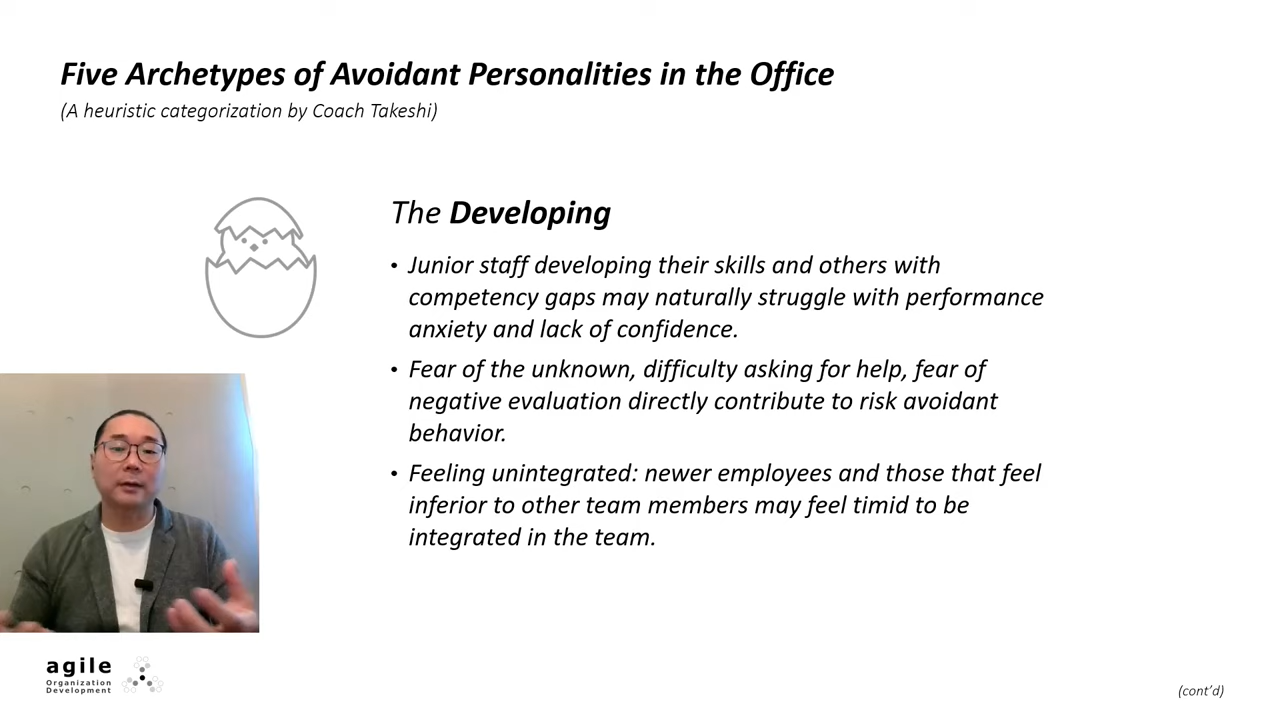 Five Archetypes of Avoidant Personalities in the Office
(A heuristic categorization by Coach Takeshi)
The Developing
• Junior staff developing their skills and others with
competency gaps may naturally struggle with performance
anxiety and lack of confidence.
• Fear of the unknown, difficulty asking for help, fear of
negative evaluation directly contribute to risk avoidant
behavior.
• Feeling unintegrated: newer employees and those that feel
inferior to other team members may feel timid to be
integrated in the team.
agile
Organization
Development
(cont’d)